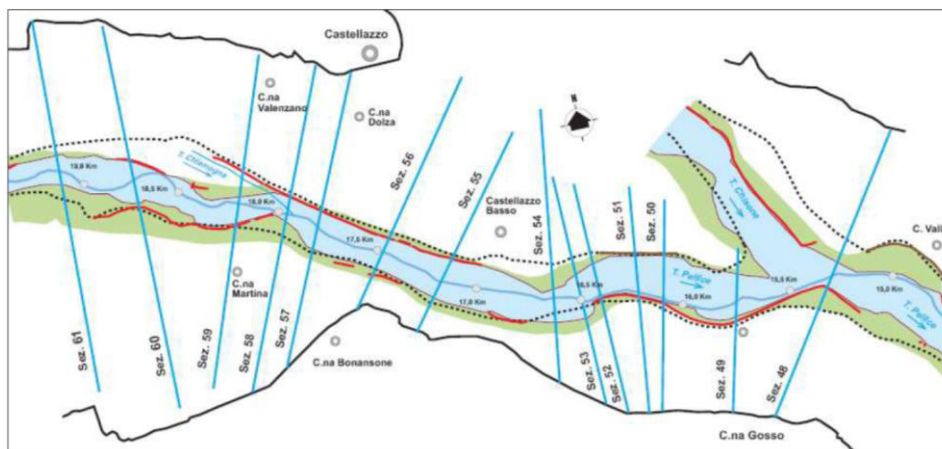 Castellazzo
C.na
Valenzano
C.na
Dolza
N
Sez. 56
Sez. 55
T. Chiamogna
19,0 Km
18,5 Km
18,0 Km
17,5 Km
17,0 Km
Castellazzo
Basso
Sez. 54
Sez. 51
Sez. 50
T. Chisone
C. Vall
16,5 Km
T. Pellice
16,0 Km
15,5 Km
15,0 Km
T. Pellice
C.na
Martina
Sez. 61
Sez. 60
Sez. 59
Sez. 58
Sez. 57
C.na Bonansone
Sez. 53
Sez. 52
Sez. 49
Sez. 48
C.na Gosso